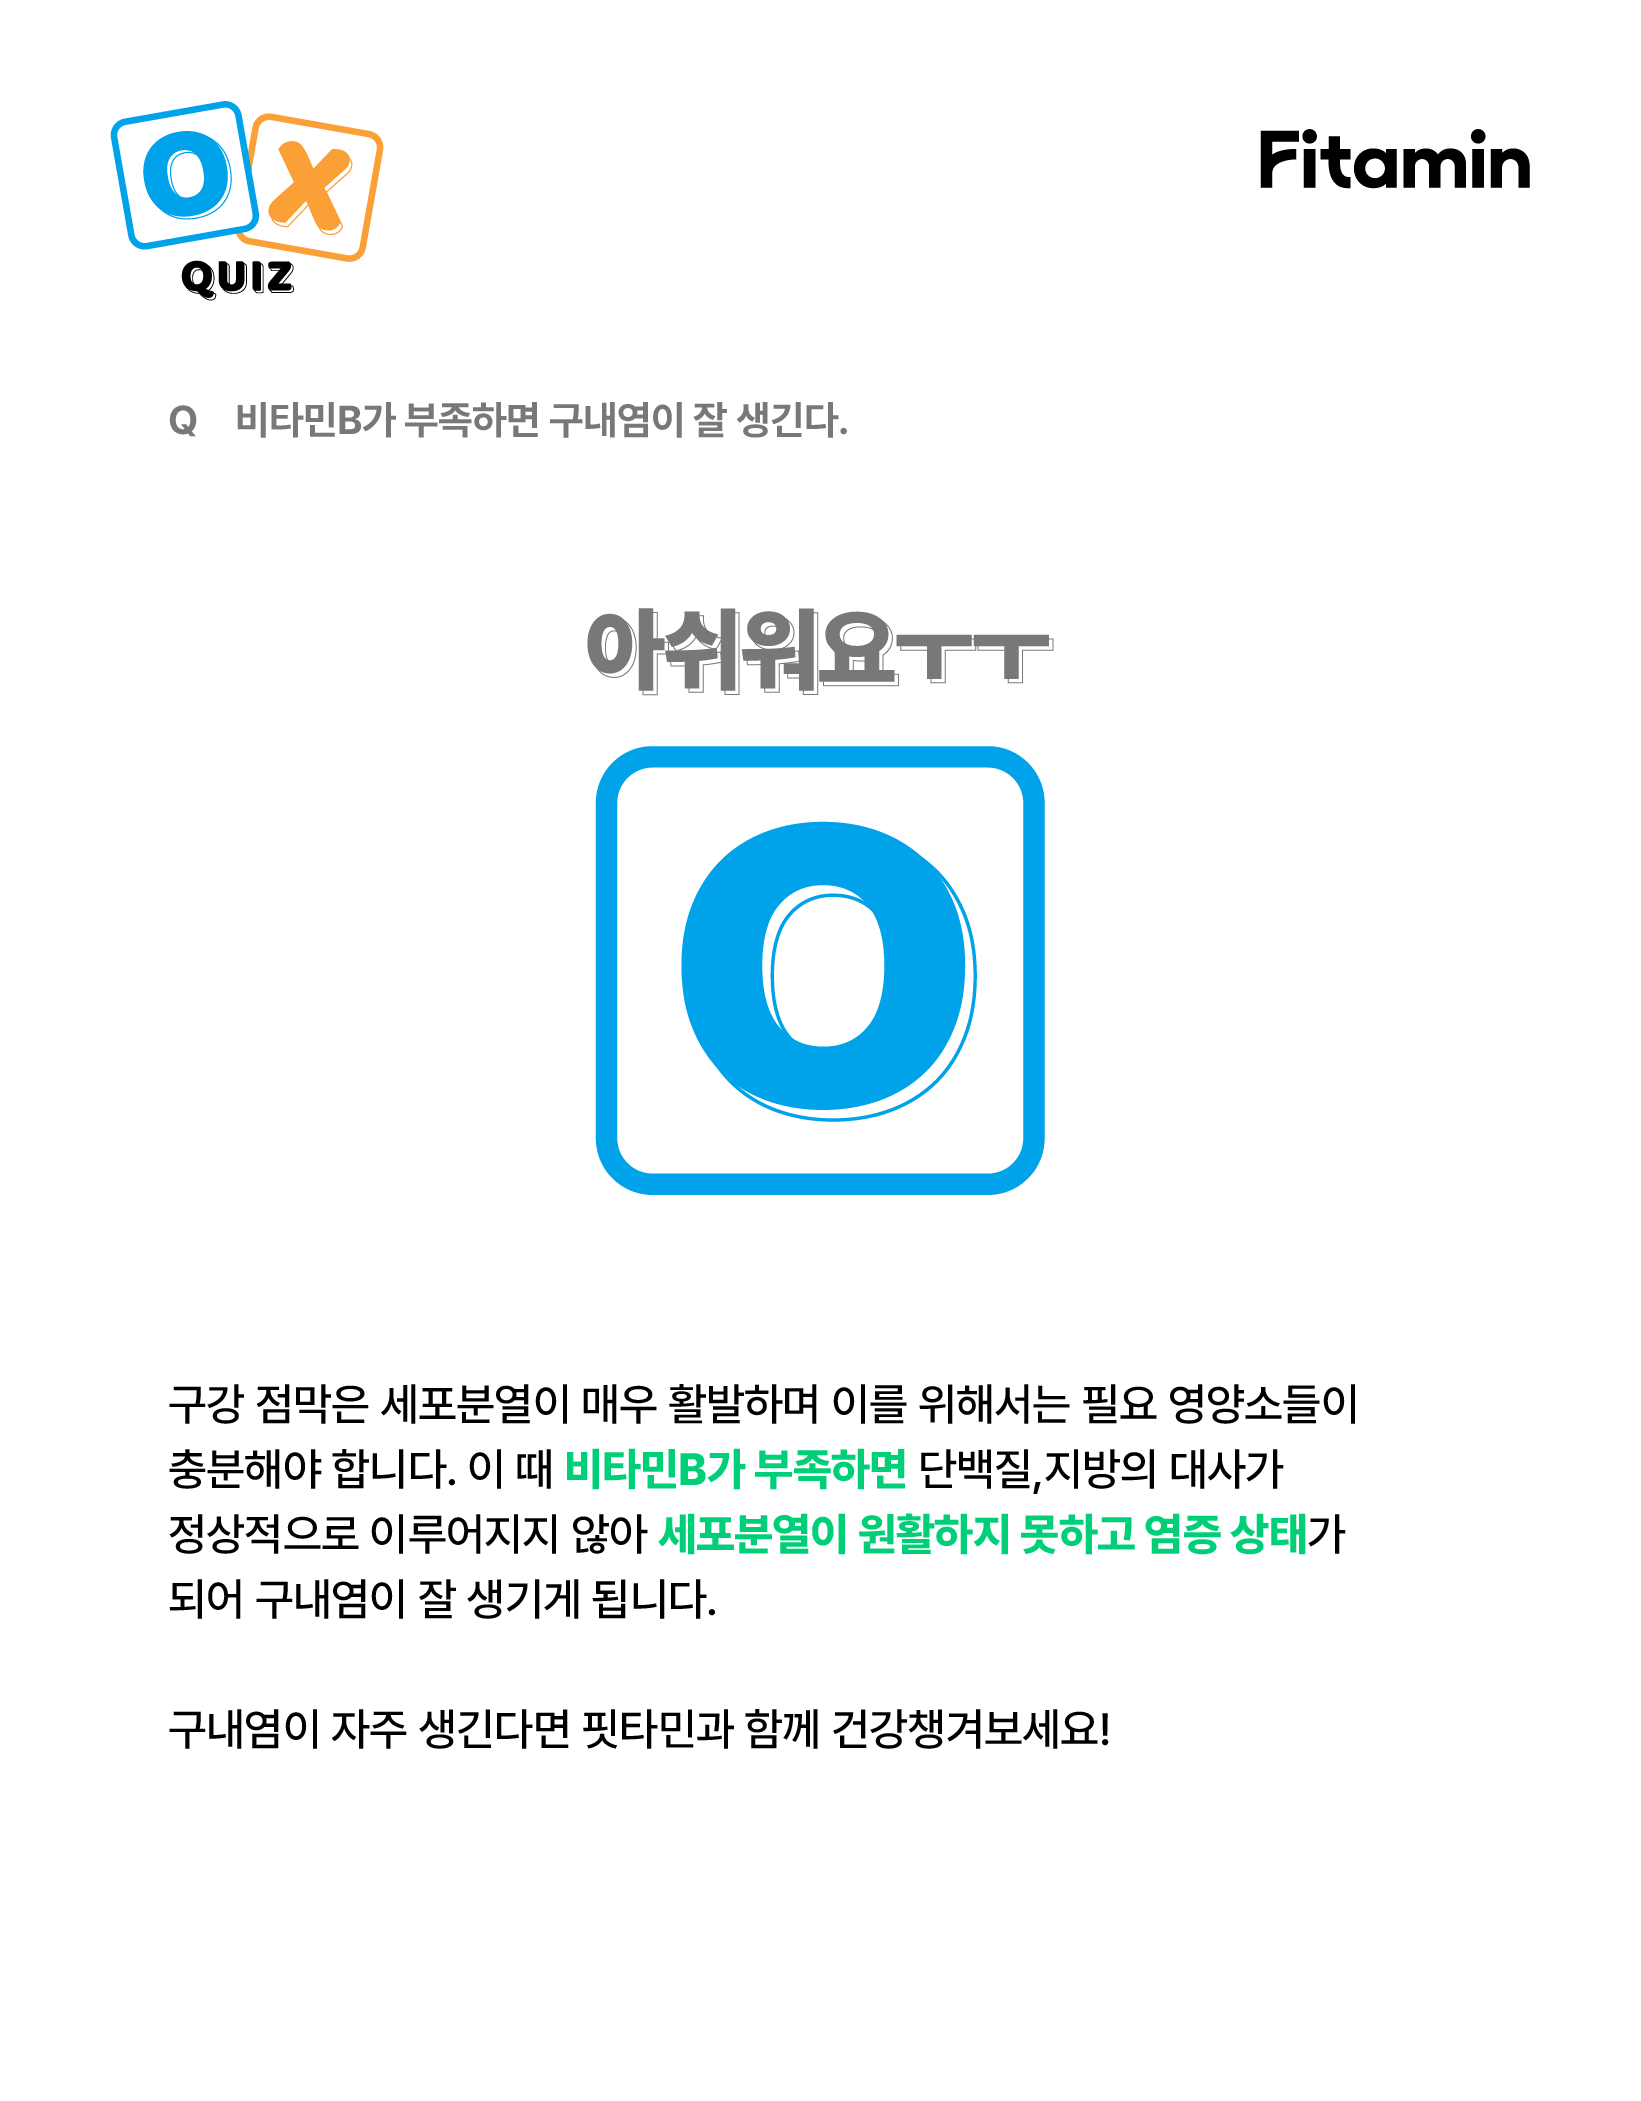 O X
QUIZ
Fitamin
Q 비타민B가 부족하면 구내염이 잘 생긴다.
아쉬워요ㅜㅜ
O
구강 점막은 세포분열이 매우 활발하며 이를 위해서는 필요 영양소들이
충분해야 합니다. 이 때 비타민B가 부족하면 단백질,지방의 대사가
정상적으로 이루어지지 않아 세포분열이 원활하지 못하고 염증 상태가
되어 구내염이 잘 생기게 됩니다.
구내염이 자주 생긴다면 핏타민과 함께 건강챙겨보세요!